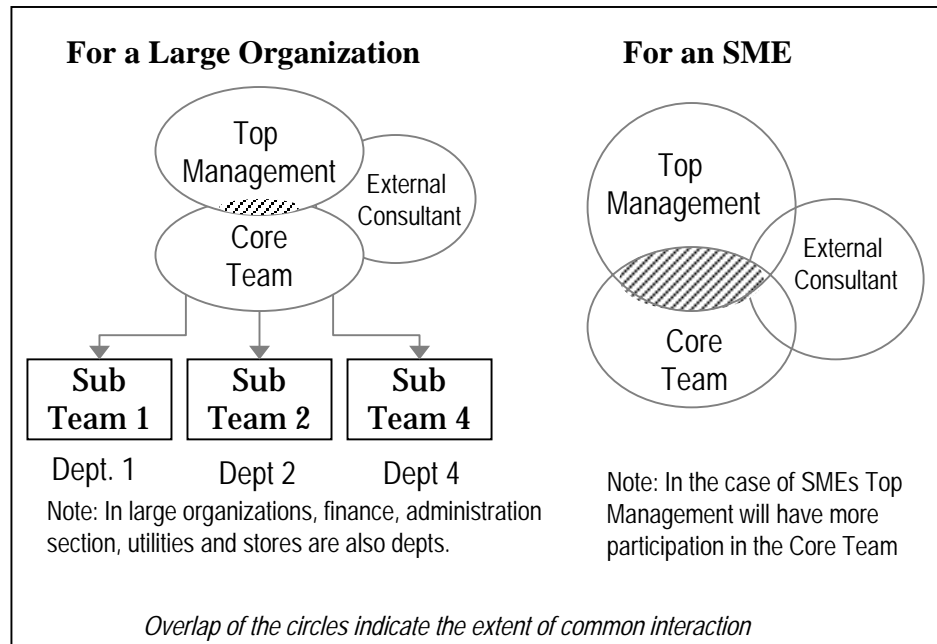 For a Large Organization
Top
Management
External
Consultant
Core
Team
Sub
Team 1
Sub
Team 2
Sub
Team 4
Dept. 1
Dept 2
Dept 4
Note: In large organizations, finance, administration
section, utilities and stores are also depts.
For an SME
Top
Management
External
Consultant
Core
Team
Note: In the case of SMEs Top
Management will have more
participation in the Core Team
Overlap of the circles indicate the extent of common interaction